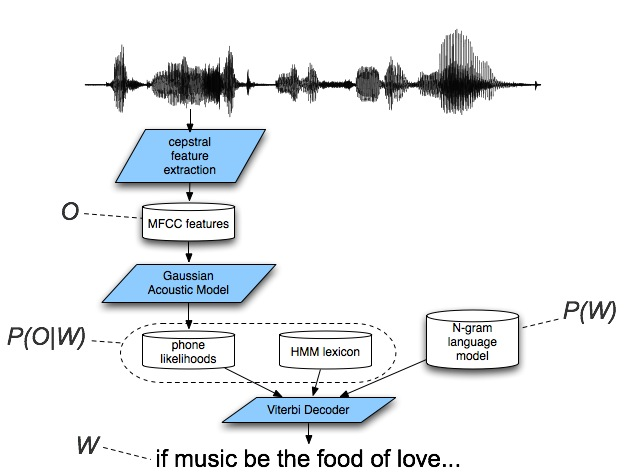 cepstral
feature
extraction
O
MFCC features
Gaussian
Acoustic Model
P(O|W)
phone
likelihoods
HMM lexicon
N-gram
language
model
P(W)
Viterbi Decoder
W
if music be the food of love...